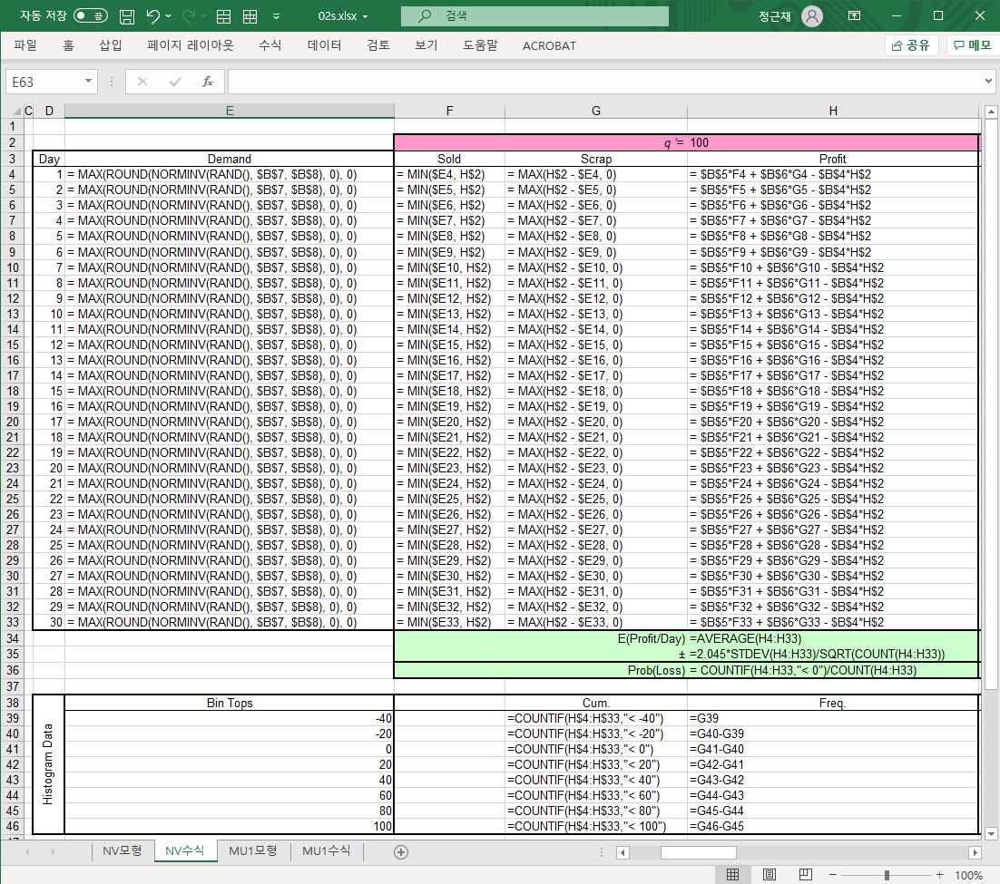 자동 저장 끔 02s.xlsx 검색 정근채
파일 홈 삽입 페이지 레이아웃 수식 데이터 검토 보기 도움말 ACROBAT 공유 메모
E63 fx
C D E F G H
1
2 q '= 100
3 Day Demand Sold Scrap Profit
4 1 = MAX(ROUND(NORMINV(RAND(), $B$7, $B$8), 0), 0) = MIN($E4, H$2) = MAX(H$2 - $E4, 0) = $B$5*F4 + $B$6*G4 - $B$4*H$2
5 2 = MAX(ROUND(NORMINV(RAND(), $B$7, $B$8), 0), 0) = MIN($E5, H$2) = MAX(H$2 - $E5, 0) = $B$5*F5 + $B$6*G5 - $B$4*H$2
6 3 = MAX(ROUND(NORMINV(RAND(), $B$7, $B$8), 0), 0) = MIN($E6, H$2) = MAX(H$2 - $E6, 0) = $B$5*F6 + $B$6*G6 - $B$4*H$2
7 4 = MAX(ROUND(NORMINV(RAND(), $B$7, $B$8), 0), 0) = MIN($E7, H$2) = MAX(H$2 - $E7, 0) = $B$5*F7 + $B$6*G7 - $B$4*H$2
8 5 = MAX(ROUND(NORMINV(RAND(), $B$7, $B$8), 0), 0) = MIN($E8, H$2) = MAX(H$2 - $E8, 0) = $B$5*F8 + $B$6*G8 - $B$4*H$2
9 6 = MAX(ROUND(NORMINV(RAND(), $B$7, $B$8), 0), 0) = MIN($E9, H$2) = MAX(H$2 - $E9, 0) = $B$5*F9 + $B$6*G9 - $B$4*H$2
10 7 = MAX(ROUND(NORMINV(RAND(), $B$7, $B$8), 0), 0) = MIN($E10, H$2) = MAX(H$2 - $E10, 0) = $B$5*F10 + $B$6*G10 - $B$4*H$2
11 8 = MAX(ROUND(NORMINV(RAND(), $B$7, $B$8), 0), 0) = MIN($E11, H$2) = MAX(H$2 - $E11, 0) = $B$5*F11 + $B$6*G11 - $B$4*H$2
12 9 = MAX(ROUND(NORMINV(RAND(), $B$7, $B$8), 0), 0) = MIN($E12, H$2) = MAX(H$2 - $E12, 0) = $B$5*F12 + $B$6*G12 - $B$4*H$2
13 10 = MAX(ROUND(NORMINV(RAND(), $B$7, $B$8), 0), 0) = MIN($E13, H$2) = MAX(H$2 - $E13, 0) = $B$5*F13 + $B$6*G13 - $B$4*H$2
14 11 = MAX(ROUND(NORMINV(RAND(), $B$7, $B$8), 0), 0) = MIN($E14, H$2) = MAX(H$2 - $E14, 0) = $B$5*F14 + $B$6*G14 - $B$4*H$2
15 12 = MAX(ROUND(NORMINV(RAND(), $B$7, $B$8), 0), 0) = MIN($E15, H$2) = MAX(H$2 - $E15, 0) = $B$5*F15 + $B$6*G15 - $B$4*H$2
16 13 = MAX(ROUND(NORMINV(RAND(), $B$7, $B$8), 0), 0) = MIN($E16, H$2) = MAX(H$2 - $E16, 0) = $B$5*F16 + $B$6*G16 - $B$4*H$2
17 14 = MAX(ROUND(NORMINV(RAND(), $B$7, $B$8), 0), 0) = MIN($E17, H$2) = MAX(H$2 - $E17, 0) = $B$5*F17 + $B$6*G17 - $B$4*H$2
18 15 = MAX(ROUND(NORMINV(RAND(), $B$7, $B$8), 0), 0) = MIN($E18, H$2) = MAX(H$2 - $E18, 0) = $B$5*F18 + $B$6*G18 - $B$4*H$2
19 16 = MAX(ROUND(NORMINV(RAND(), $B$7, $B$8), 0), 0) = MIN($E19, H$2) = MAX(H$2 - $E19, 0) = $B$5*F19 + $B$6*G19 - $B$4*H$2
20 17 = MAX(ROUND(NORMINV(RAND(), $B$7, $B$8), 0), 0) = MIN($E20, H$2) = MAX(H$2 - $E20, 0) = $B$5*F20 + $B$6*G20 - $B$4*H$2
21 18 = MAX(ROUND(NORMINV(RAND(), $B$7, $B$8), 0), 0) = MIN($E21, H$2) = MAX(H$2 - $E21, 0) = $B$5*F21 + $B$6*G21 - $B$4*H$2
22 19 = MAX(ROUND(NORMINV(RAND(), $B$7, $B$8), 0), 0) = MIN($E22, H$2) = MAX(H$2 - $E22, 0) = $B$5*F22 + $B$6*G22 - $B$4*H$2
23 20 = MAX(ROUND(NORMINV(RAND(), $B$7, $B$8), 0), 0) = MIN($E23, H$2) = MAX(H$2 - $E23, 0) = $B$5*F23 + $B$6*G23 - $B$4*H$2
24 21 = MAX(ROUND(NORMINV(RAND(), $B$7, $B$8), 0), 0) = MIN($E24, H$2) = MAX(H$2 - $E24, 0) = $B$5*F24 + $B$6*G24 - $B$4*H$2
25 22 = MAX(ROUND(NORMINV(RAND(), $B$7, $B$8), 0), 0) = MIN($E25, H$2) = MAX(H$2 - $E25, 0) = $B$5*F25 + $B$6*G25 - $B$4*H$2
26 23 = MAX(ROUND(NORMINV(RAND(), $B$7, $B$8), 0), 0) = MIN($E26, H$2) = MAX(H$2 - $E26, 0) = $B$5*F26 + $B$6*G26 - $B$4*H$2
27 24 = MAX(ROUND(NORMINV(RAND(), $B$7, $B$8), 0), 0) = MIN($E27, H$2) = MAX(H$2 - $E27, 0) = $B$5*F27 + $B$6*G27 - $B$4*H$2
28 25 = MAX(ROUND(NORMINV(RAND(), $B$7, $B$8), 0), 0) = MIN($E28, H$2) = MAX(H$2 - $E28, 0) = $B$5*F28 + $B$6*G28 - $B$4*H$2
29 26 = MAX(ROUND(NORMINV(RAND(), $B$7, $B$8), 0), 0) = MIN($E29, H$2) = MAX(H$2 - $E29, 0) = $B$5*F29 + $B$6*G29 - $B$4*H$2
30 27 = MAX(ROUND(NORMINV(RAND(), $B$7, $B$8), 0), 0) = MIN($E30, H$2) = MAX(H$2 - $E30, 0) = $B$5*F30 + $B$6*G30 - $B$4*H$2
31 28 = MAX(ROUND(NORMINV(RAND(), $B$7, $B$8), 0), 0) = MIN($E31, H$2) = MAX(H$2 - $E31, 0) = $B$5*F31 + $B$6*G31 - $B$4*H$2
32 29 = MAX(ROUND(NORMINV(RAND(), $B$7, $B$8), 0), 0) = MIN($E32, H$2) = MAX(H$2 - $E32, 0) = $B$5*F32 + $B$6*G32 - $B$4*H$2
33 30 = MAX(ROUND(NORMINV(RAND(), $B$7, $B$8), 0), 0) = MIN($E33, H$2) = MAX(H$2 - $E33, 0) = $B$5*F33 + $B$6*G33 - $B$4*H$2
34 E(Profit/Day) =AVERAGE(H4:H33)
35 ± =2.045*STDEV(H4:H33)/SQRT(COUNT(H4:H33))
36 Prob(Loss) = COUNTIF(H4:H33,"< 0")/COUNT(H4:H33)
37
38 Bin Tops Cum. Freq.
Histogram Data
39 -40 =COUNTIF(H$4:H$33,"< -40") =G39
40 -20 =COUNTIF(H$4:H$33,"< -20") =G40-G39
41 0 =COUNTIF(H$4:H$33,"< 0") =G41-G40
42 20 =COUNTIF(H$4:H$33,"< 20") =G42-G41
43 40 =COUNTIF(H$4:H$33,"< 40") =G43-G42
44 60 =COUNTIF(H$4:H$33,"< 60") =G44-G43
45 80 =COUNTIF(H$4:H$33,"< 80") =G45-G44
46 100 =COUNTIF(H$4:H$33,"< 100") =G46-G45
NV모형 NV수식 MU1모형 MU1수식
100%